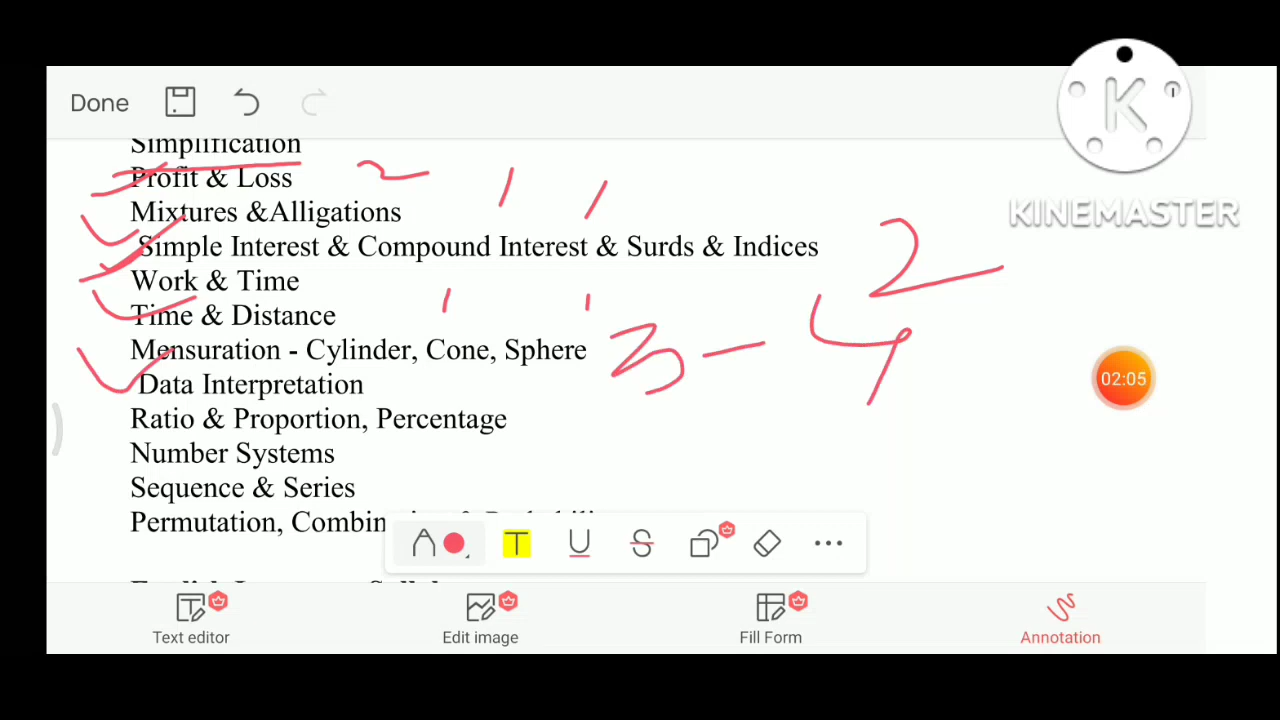 Done
KINEMASTER
Simplification
Profit & Loss 2
Mixtures &Alligations
Simple Interest & Compound Interest & Surds & Indices 2
Work & Time
Time & Distance
Mensuration - Cylinder, Cone, Sphere 3 - 4
Data Interpretation
02:05
Ratio & Proportion, Percentage
Number Systems
Sequence & Series
Permutation,
T U S
Text editor Edit image Fill Form Annotation